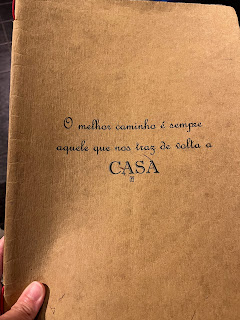 O melhor caminho é sempre
aquele que nos traz de volta a
CASA